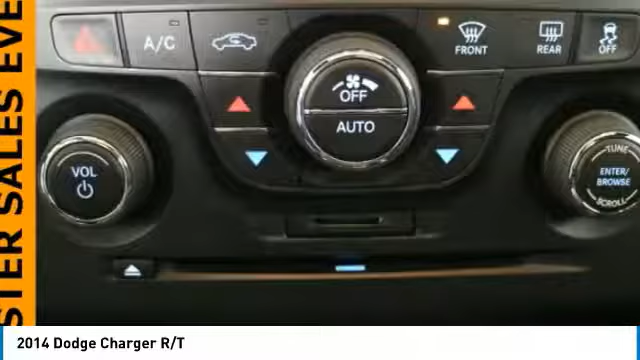 STER SALES EVE
A/C
FRONT
REAR
OFF
OFF
AUTO
VOL
TUNE
ENTER/
BROWSE
SCROLL
2014 Dodge Charger R/T